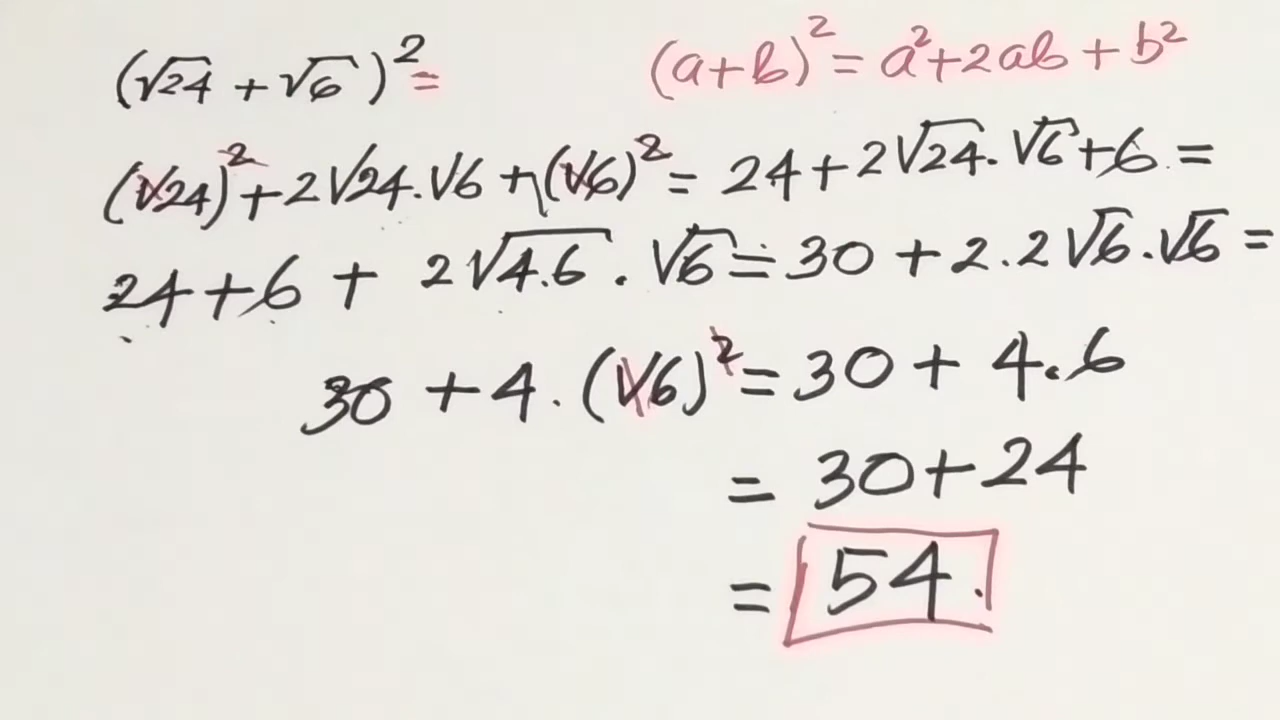 (√24 + √6)² = (a+b)² = a² + 2ab + b²
(√24)² + 2√24.√6 + (√6)² = 24 + 2√24.√6 + 6 =
24 + 6 + 2√4.6 . √6 = 30 + 2.2√6.√6 =
30 + 4.(√6)² = 30 + 4.6
= 30 + 24
= 54.